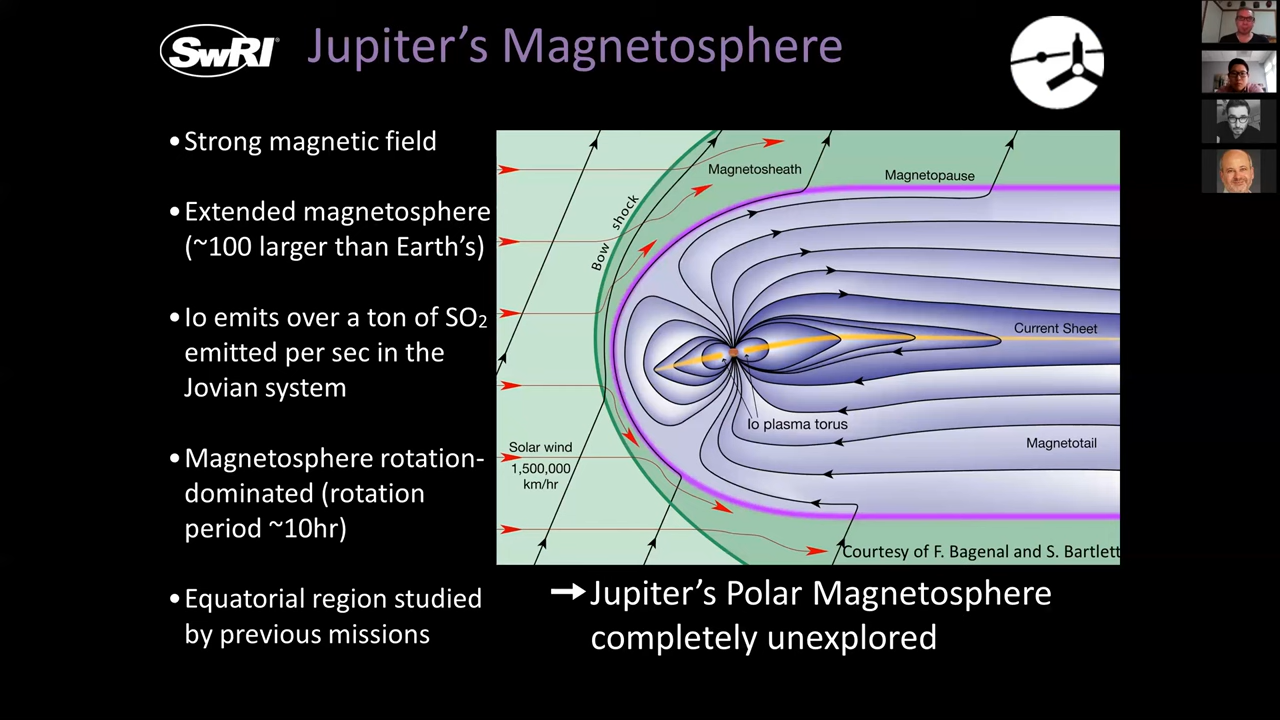 SwRI
Jupiter's Magnetosphere
•Strong magnetic field
•Extended magnetosphere
(~100 larger than Earth's)
•Io emits over a ton of SO₂
emitted per sec in the
Jovian system
•Magnetosphere rotation-
dominated (rotation
period ~10hr)
•Equatorial region studied
by previous missions
Magnetosheath
Magnetopause
Bow shock
Current Sheet
Io plasma torus
Magnetotail
Solar wind
1,500,000
km/hr
Courtesy of F. Bagenal and S. Bartlett
→Jupiter's Polar Magnetosphere
completely unexplored